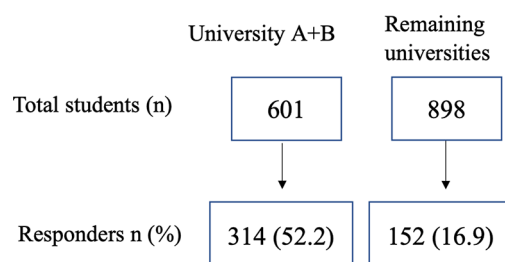 University A+B
Remaining
universities
Total students (n)
601
898
Responders n (%)
314 (52.2)
152 (16.9)